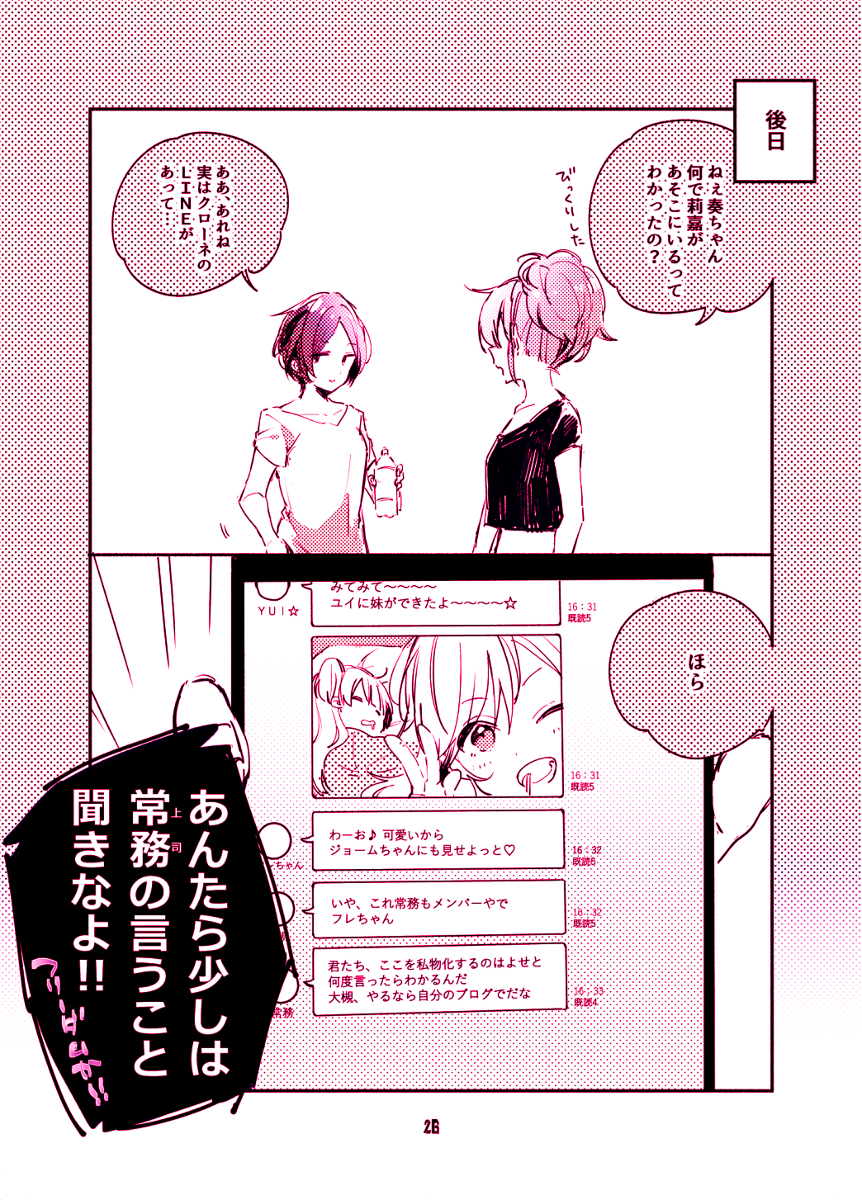 後日
ねぇ奏ちゃん
何で莉嘉が
あそこにいるって
わかったの？
びっくりした
ああ、あれね
実はクローネの
LINEが
あって…
ほら
みてみて〜〜〜〜
ユイに妹ができたよ〜〜〜〜☆
YUI☆
16：31
既読5
16：31
既読5
わーお♪ 可愛いから
ジョームちゃんにも見せよっと♡
レちゃん
16：32
既読5
いや、これ常務もメンバーやで
フレちゃん
16：32
既読5
君たち、ここを私物化するのはよせと
何度言ったらわかるんだ
大槻、やるなら自分のブログでだな
常務
16：33
既読4
あんたら少しは
常務の言うこと
上司
聞きなよ!!
フリーダムか!!
26